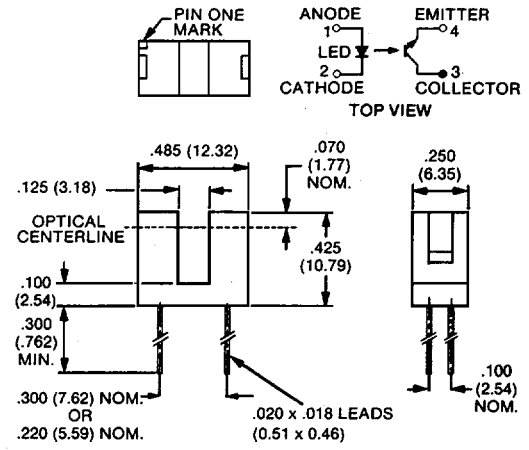 PIN ONE
MARK
ANODE
EMITTER
1
4
LED
2
3
CATHODE
COLLECTOR
TOP VIEW
.485 (12.32)
.070
(1.77)
NOM.
.250
(6.35)
.125 (3.18)
OPTICAL
CENTERLINE
.425
(10.79)
.100
(2.54)
.300
(.762)
MIN.
.100
(2.54)
NOM.
.300 (7.62) NOM.
OR
.220 (5.59) NOM.
.020 x .018 LEADS
(0.51 x 0.46)